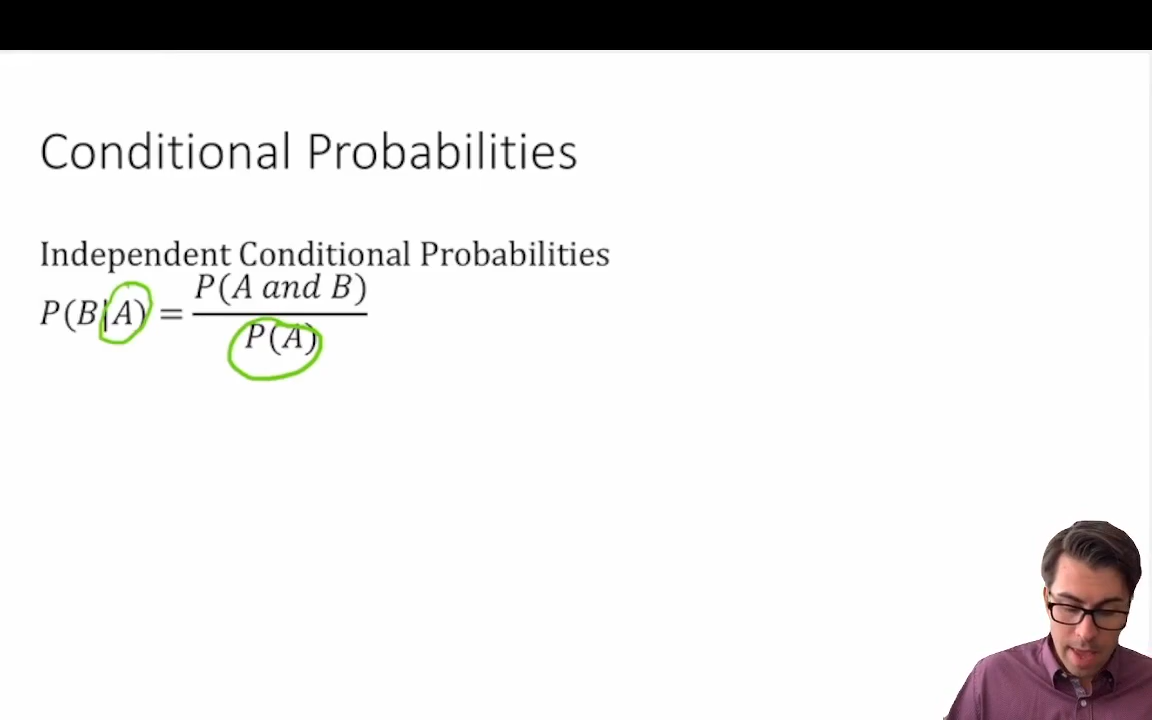 Conditional Probabilities
Independent Conditional Probabilities
P(B|A) = P(A and B)
P(A)